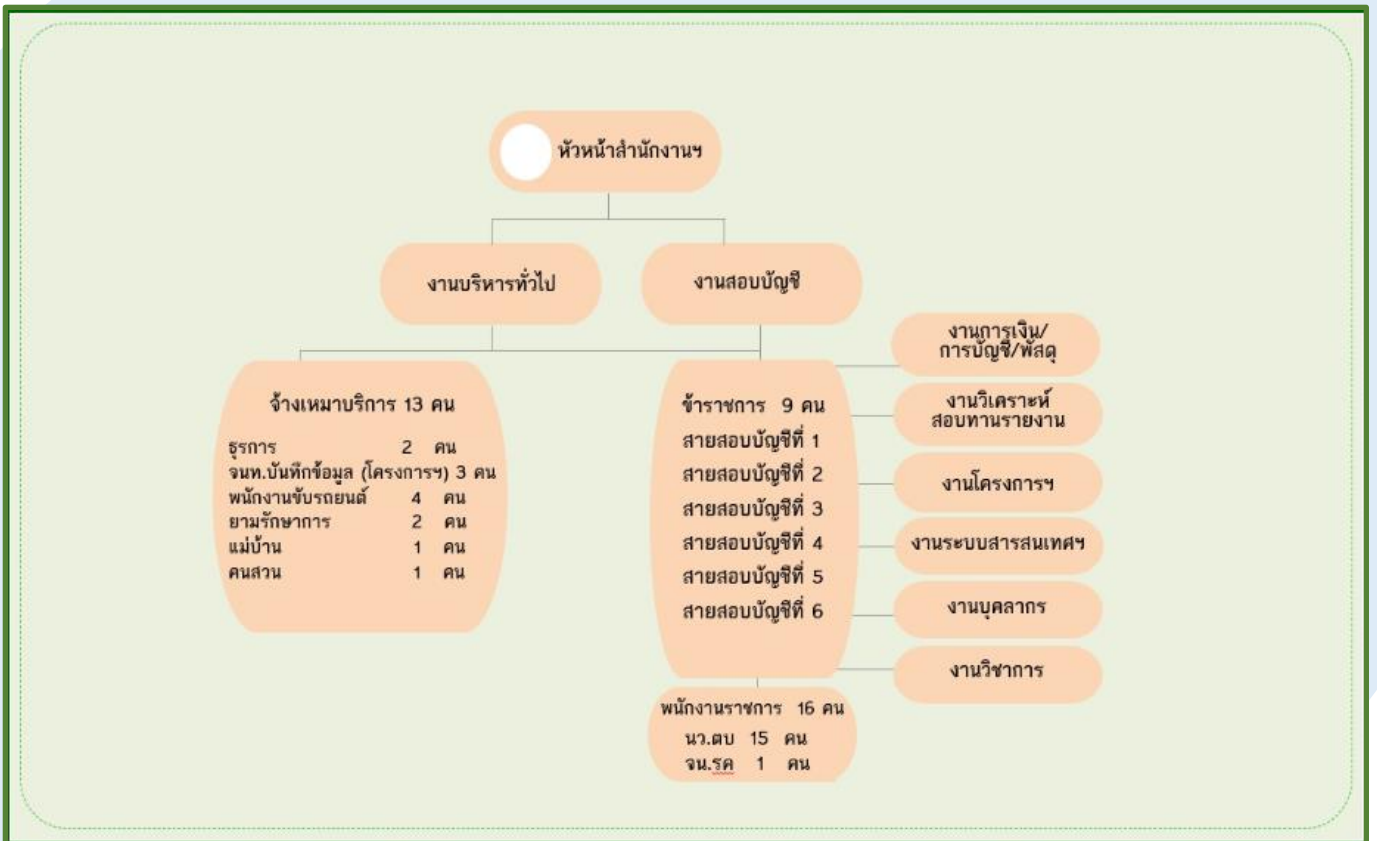 หัวหน้าสำนักงานฯ
งานบริหารทั่วไป
งานสอบบัญชี
จ้างเหมาบริการ 13 คน
ธุรการ 2 คน
จนท.บันทึกข้อมูล (โครงการฯ) 3 คน
พนักงานขับรถยนต์ 4 คน
ยามรักษาการ 2 คน
แม่บ้าน 1 คน
คนสวน 1 คน
ข้าราชการ 9 คน
สายสอบบัญชีที่ 1
สายสอบบัญชีที่ 2
สายสอบบัญชีที่ 3
สายสอบบัญชีที่ 4
สายสอบบัญชีที่ 5
สายสอบบัญชีที่ 6
งานการเงิน/
การบัญชี/พัสดุ
งานวิเคราะห์
สอบทานรายงาน
งานโครงการฯ
งานระบบสารสนเทศฯ
งานบุคลากร
งานวิชาการ
พนักงานราชการ 16 คน
นว.ตบ 15 คน
จน.รค 1 คน